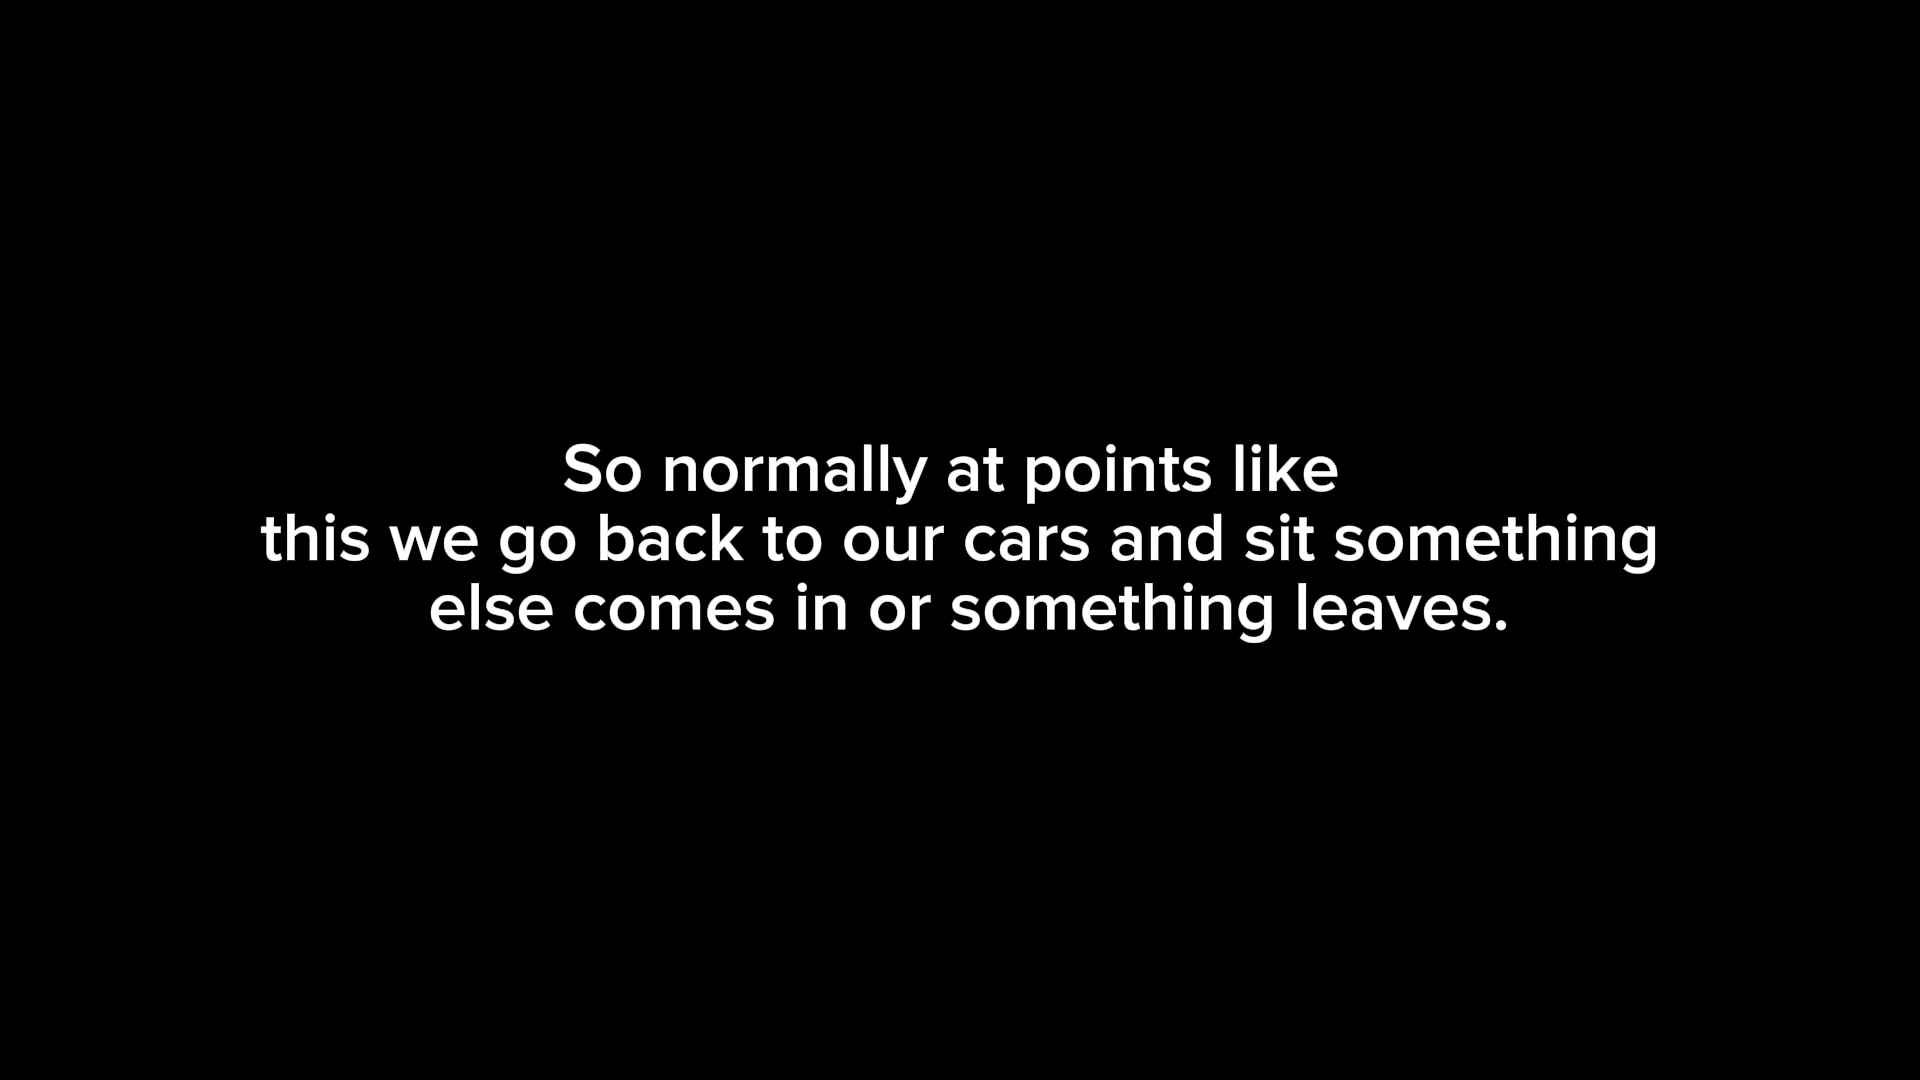 So normally at points like
this we go back to our cars and sit something
else comes in or something leaves.